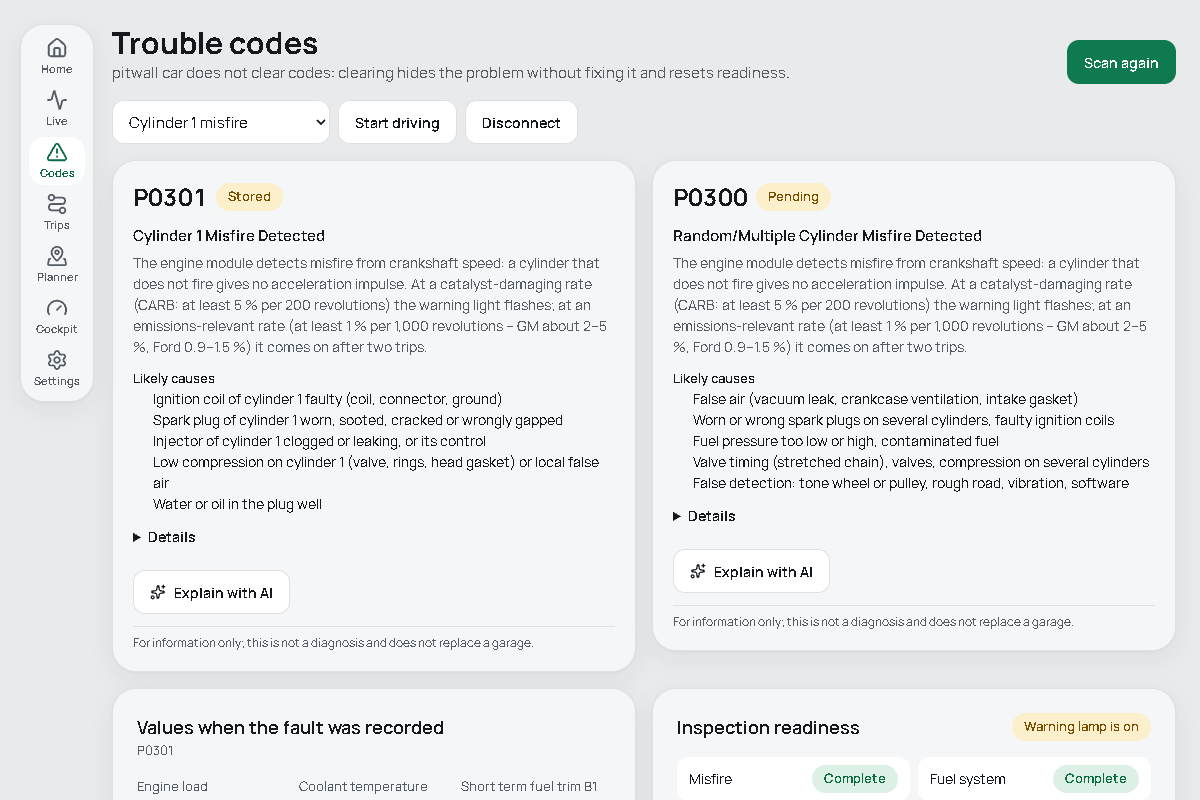 Trouble codes
pitwall car does not clear codes: clearing hides the problem without fixing it and resets readiness.
Scan again
Home
Live
Codes
Trips
Planner
Cockpit
Settings
Cylinder 1 misfire
Start driving
Disconnect
P0301
Stored
Cylinder 1 Misfire Detected
The engine module detects misfire from crankshaft speed: a cylinder that
does not fire gives no acceleration impulse. At a catalyst-damaging rate
(CARB: at least 5 % per 200 revolutions) the warning light flashes; at an
emissions-relevant rate (at least 1 % per 1,000 revolutions – GM about 2–5
%, Ford 0.9–1.5 %) it comes on after two trips.
Likely causes
Ignition coil of cylinder 1 faulty (coil, connector, ground)
Spark plug of cylinder 1 worn, sooted, cracked or wrongly gapped
Injector of cylinder 1 clogged or leaking, or its control
Low compression on cylinder 1 (valve, rings, head gasket) or local false
air
Water or oil in the plug well
Details
Explain with AI
For information only; this is not a diagnosis and does not replace a garage.
P0300
Pending
Random/Multiple Cylinder Misfire Detected
The engine module detects misfire from crankshaft speed: a cylinder that
does not fire gives no acceleration impulse. At a catalyst-damaging rate
(CARB: at least 5 % per 200 revolutions) the warning light flashes; at an
emissions-relevant rate (at least 1 % per 1,000 revolutions – GM about 2–5
%, Ford 0.9–1.5 %) it comes on after two trips.
Likely causes
False air (vacuum leak, crankcase ventilation, intake gasket)
Worn or wrong spark plugs on several cylinders, faulty ignition coils
Fuel pressure too low or high, contaminated fuel
Valve timing (stretched chain), valves, compression on several cylinders
False detection: tone wheel or pulley, rough road, vibration, software
Details
Explain with AI
For information only; this is not a diagnosis and does not replace a garage.
Values when the fault was recorded
P0301
Engine load
Coolant temperature
Short term fuel trim B1
Inspection readiness
Warning lamp is on
Misfire
Complete
Fuel system
Complete